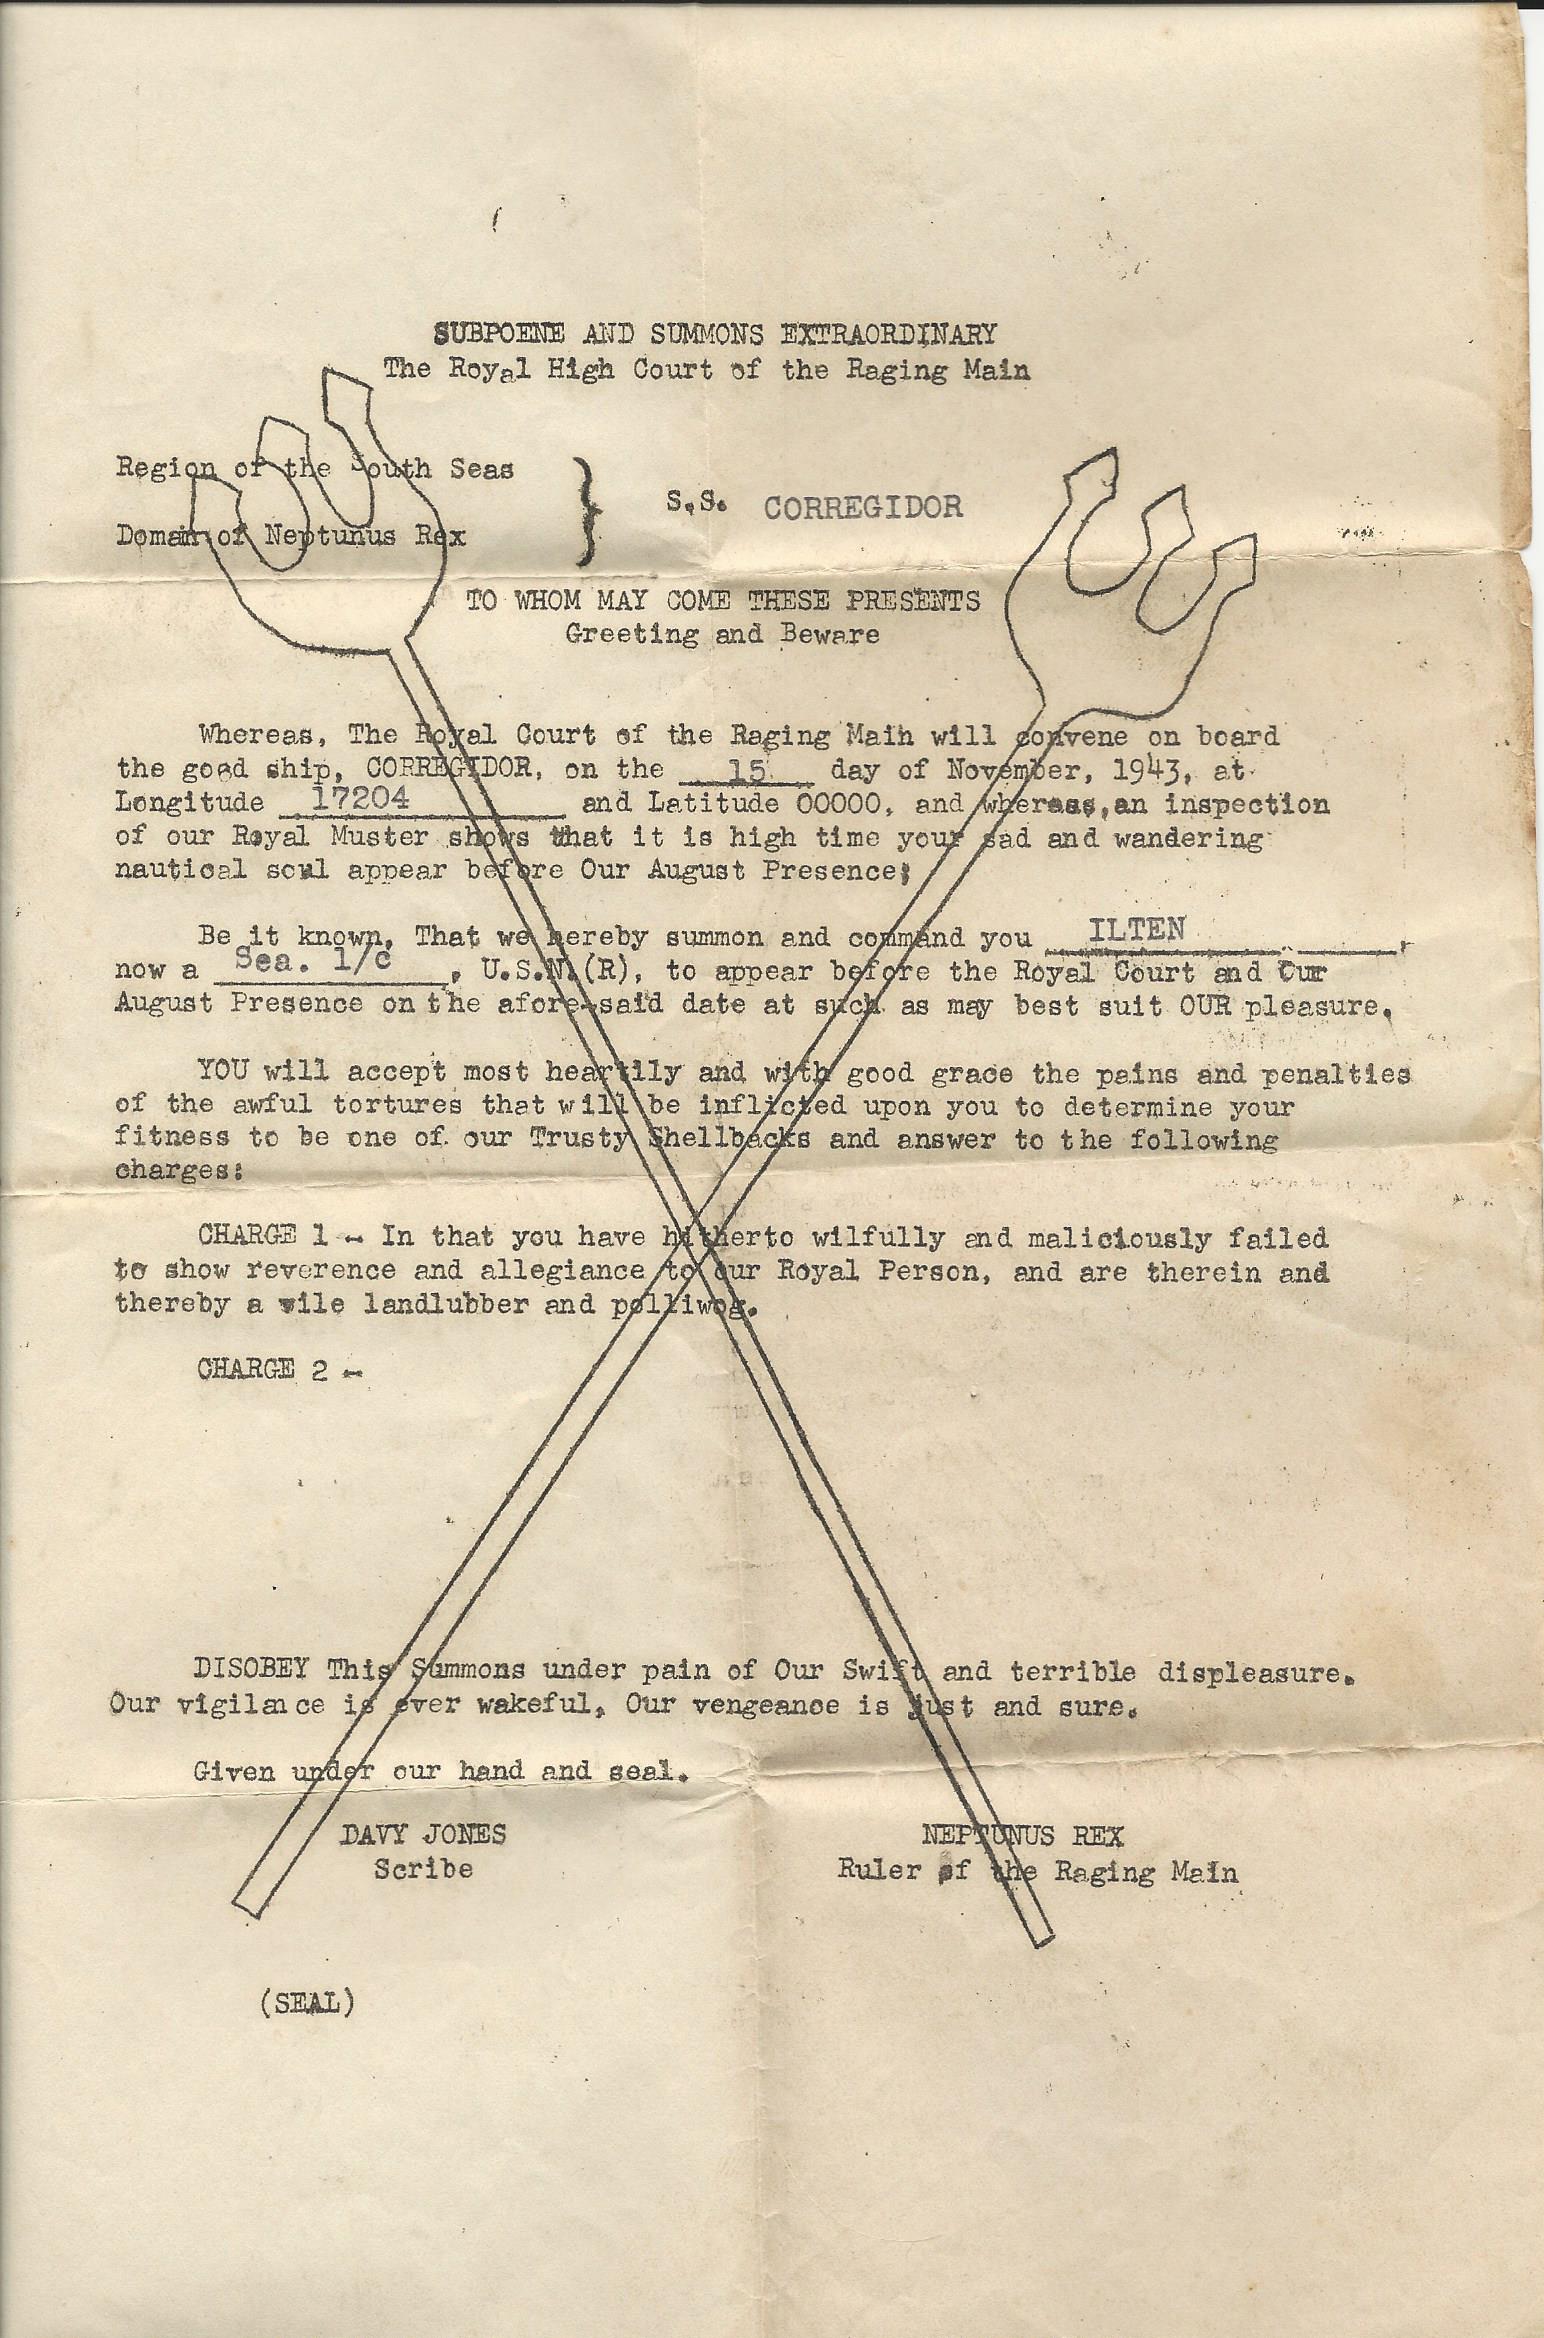 SUBPOENE AND SUMMONS EXTRAORDINARY
The Royal High Court of the Raging Main
Region of the South Seas
S.S. CORREGIDOR
Domain of Neptunus Rex
TO WHOM MAY COME THESE PRESENTS
Greeting and Beware
Whereas, The Royal Court of the Raging Main will convene on board
the good ship, CORREGIDOR, on the 15 day of November, 1943, at
Longitude 17204 and Latitude 00000, and whereas, an inspection
of our Royal Muster shows that it is high time your sad and wandering
nautical soul appear before Our August Presence;
Be it known, That we hereby summon and command you ILTEN,
now a Sea. 1/c, U.S.N.(R), to appear before the Royal Court and Our
August Presence on the afore-said date at such as may best suit OUR pleasure.
YOU will accept most heartily and with good grace the pains and penalties
of the awful tortures that will be inflicted upon you to determine your
fitness to be one of our Trusty Shellbacks and answer to the following
charges:
CHARGE 1 - In that you have hitherto wilfully and maliciously failed
to show reverence and allegiance to our Royal Person, and are therein and
thereby a vile landlubber and polliwog.
CHARGE 2 -
DISOBEY This Summons under pain of Our Swift and terrible displeasure.
Our vigilance is ever wakeful, Our vengeance is just and sure.
Given under our hand and seal.
DAVY JONES NEPTUNUS REX
Scribe Ruler of the Raging Main
(SEAL)